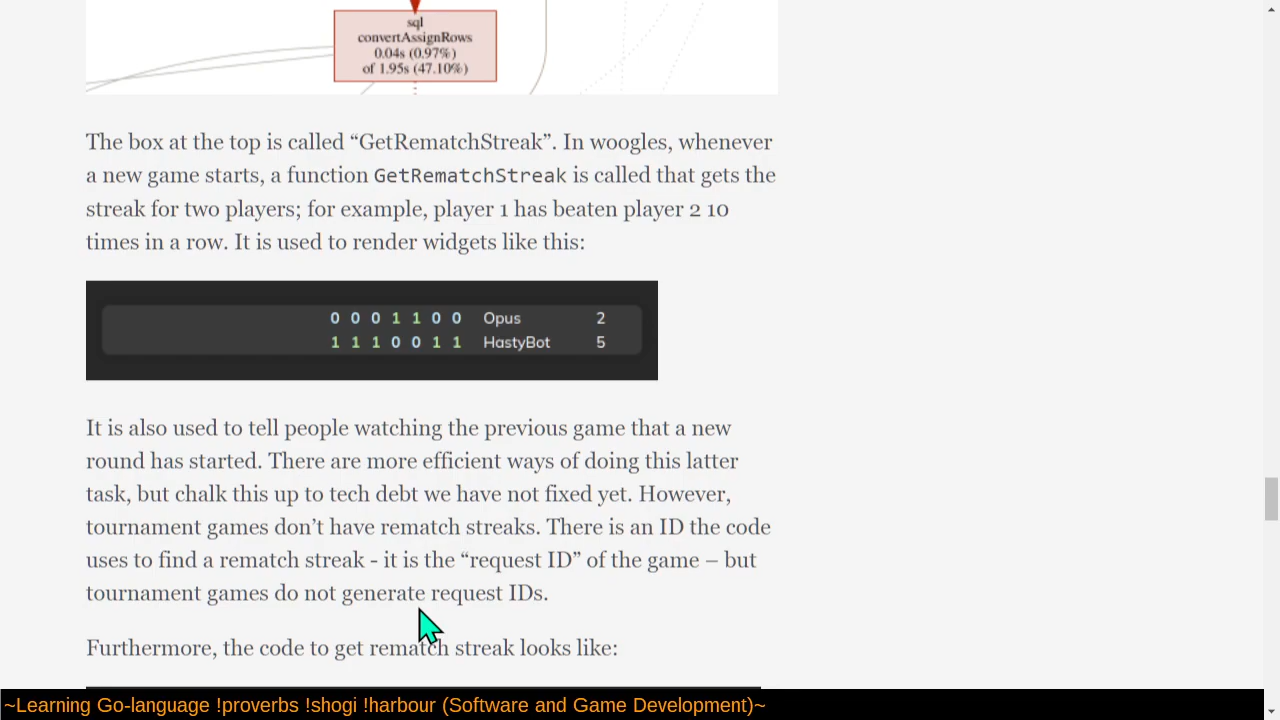 sql
convertAssignRows
0.04s (0.97%)
of 1.95s (47.10%)
The box at the top is called “GetRematchStreak”. In woogles, whenever
a new game starts, a function GetRematchStreak is called that gets the
streak for two players; for example, player 1 has beaten player 2 10
times in a row. It is used to render widgets like this:
0 0 0 1 1 0 0 Opus 2
1 1 1 0 0 1 1 HastyBot 5
It is also used to tell people watching the previous game that a new
round has started. There are more efficient ways of doing this latter
task, but chalk this up to tech debt we have not fixed yet. However,
tournament games don’t have rematch streaks. There is an ID the code
uses to find a rematch streak - it is the “request ID” of the game – but
tournament games do not generate request IDs.
Furthermore, the code to get rematch streak looks like:
~Learning Go-language !proverbs !shogi !harbour (Software and Game Development)~